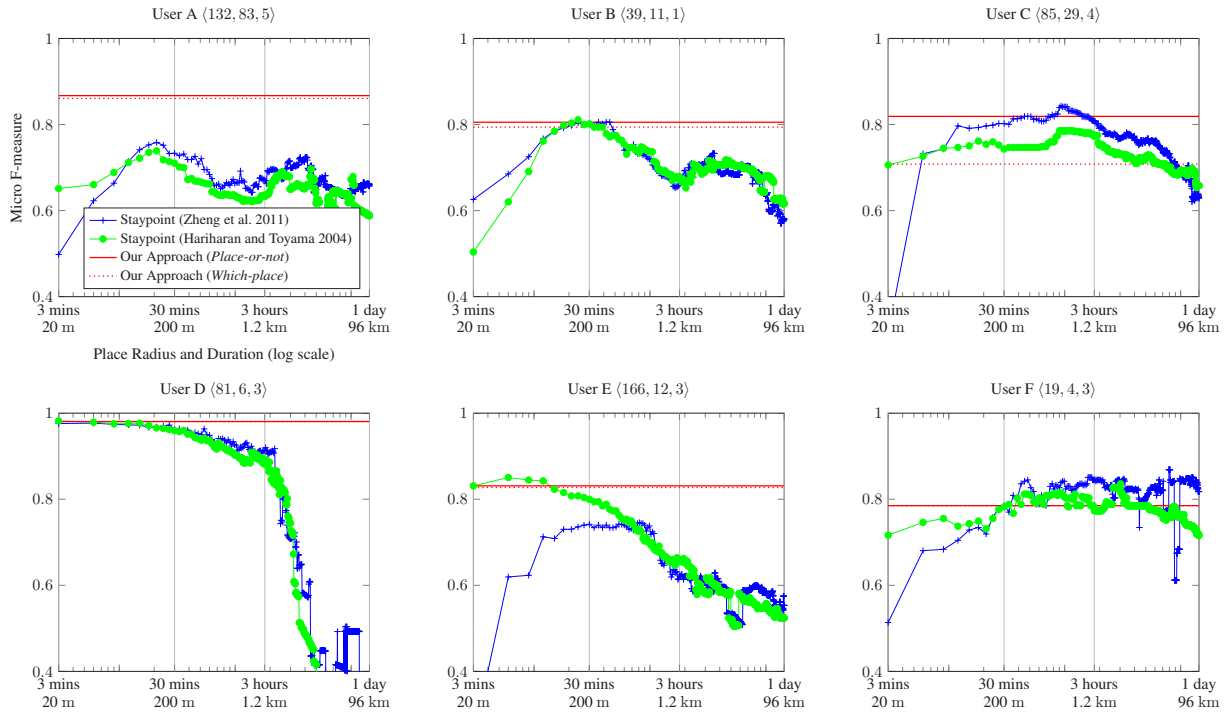 User A ⟨132, 83, 5⟩
User B ⟨39, 11, 1⟩
User C ⟨85, 29, 4⟩
Micro F-measure
1
0.8
0.6
0.4
Staypoint (Zheng et al. 2011)
Staypoint (Hariharan and Toyama 2004)
Our Approach (Place-or-not)
Our Approach (Which-place)
3 mins 30 mins 3 hours 1 day
20 m 200 m 1.2 km 96 km
1
0.8
0.6
0.4
3 mins 30 mins 3 hours 1 day
20 m 200 m 1.2 km 96 km
1
0.8
0.6
0.4
3 mins 30 mins 3 hours 1 day
20 m 200 m 1.2 km 96 km
Place Radius and Duration (log scale)
User D ⟨81, 6, 3⟩
User E ⟨166, 12, 3⟩
User F ⟨19, 4, 3⟩
1
0.8
0.6
0.4
3 mins 30 mins 3 hours 1 day
20 m 200 m 1.2 km 96 km
1
0.8
0.6
0.4
3 mins 30 mins 3 hours 1 day
20 m 200 m 1.2 km 96 km
1
0.8
0.6
0.4
3 mins 30 mins 3 hours 1 day
20 m 200 m 1.2 km 96 km